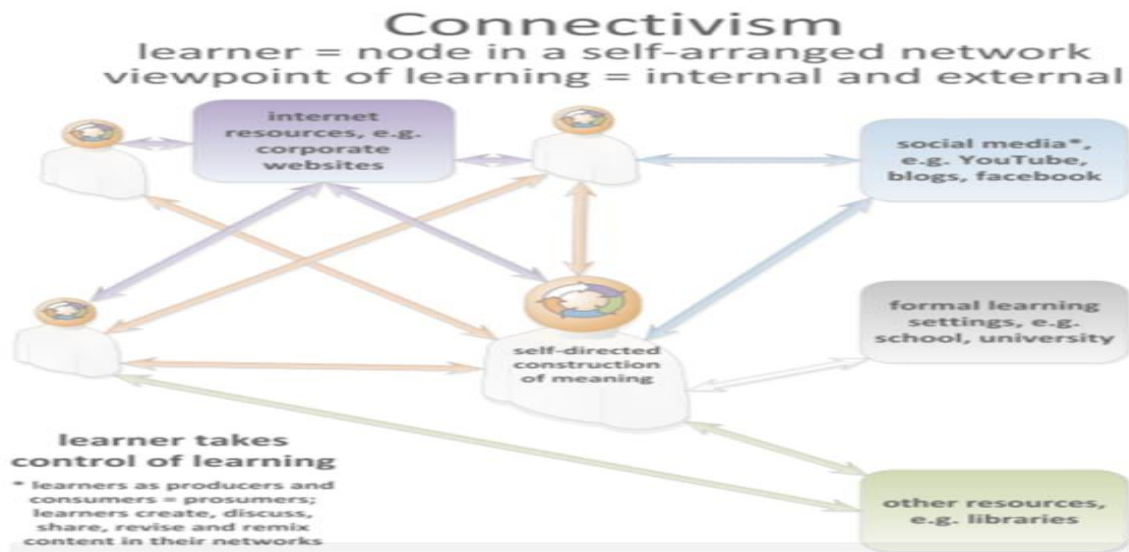 Connectivism
learner = node in a self-arranged network
viewpoint of learning = internal and external
internet
resources, e.g.
corporate
websites
social media*,
e.g. YouTube,
blogs, facebook
formal learning
settings, e.g.
school, university
self-directed
construction
of meaning
learner takes
control of learning
* learners as producers and
consumers = prosumers;
learners create, discuss,
share, revise and remix
content in their networks
other resources,
e.g. libraries